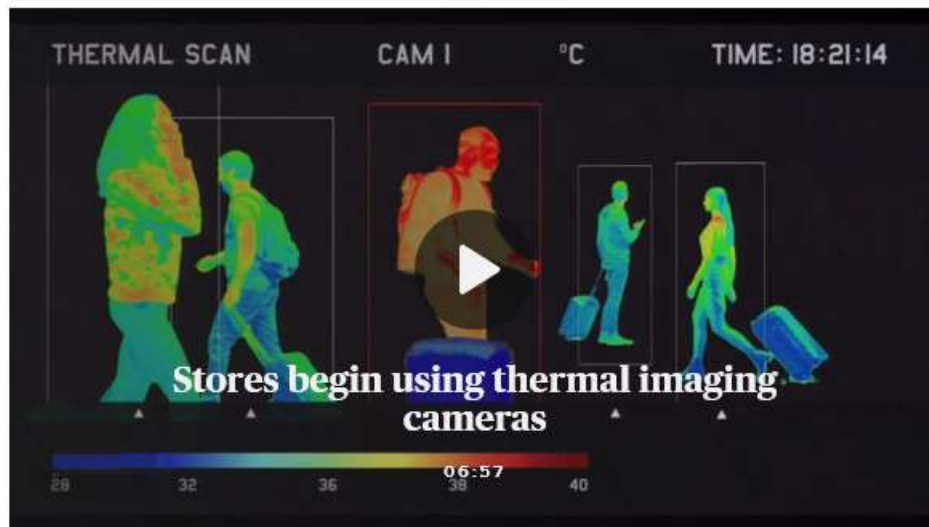 THERMAL SCAN CAM 1 °C TIME: 18:21:14
Stores begin using thermal imaging
cameras
06:57
28 32 36 38 40